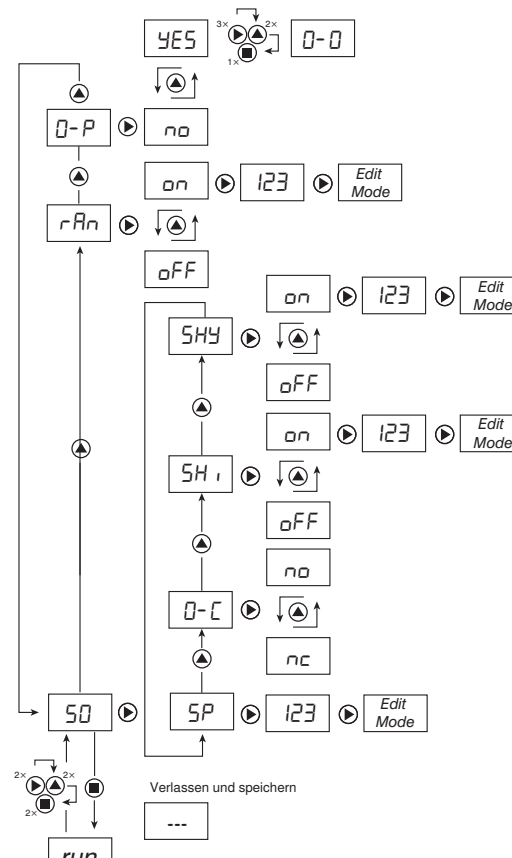 YES 3× 2× 1× 0-0
0-P no
on 123 Edit Mode
rAn
oFF
on 123 Edit Mode
SHY
oFF
on 123 Edit Mode
SHi
oFF
no
0-C
nc
SO SP 123 Edit Mode
2× 2× 2×
Verlassen und speichern
---
run